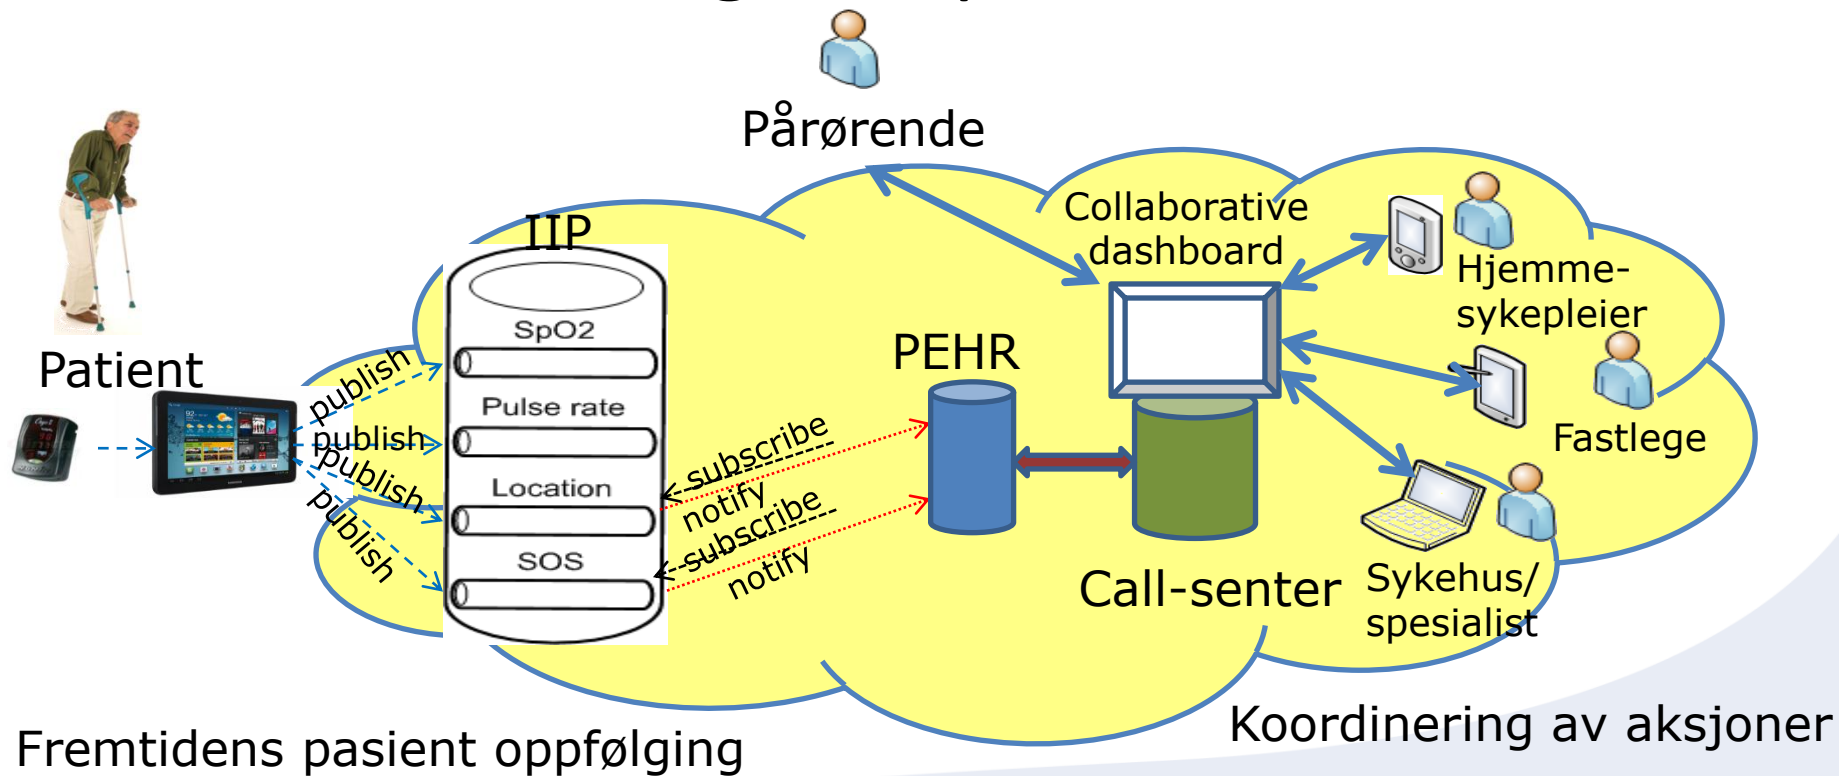 Pårørende
Collaborative
dashboard
IIP
Hjemme-
sykepleier
SpO2
PEHR
Patient
publish
Pulse rate
publish
subscribe
Fastlege
publish
Location
notify
subscribe
publish
SOS
notify
Call-senter
Sykehus/
spesialist
Koordinering av aksjoner
Fremtidens pasient oppfølging